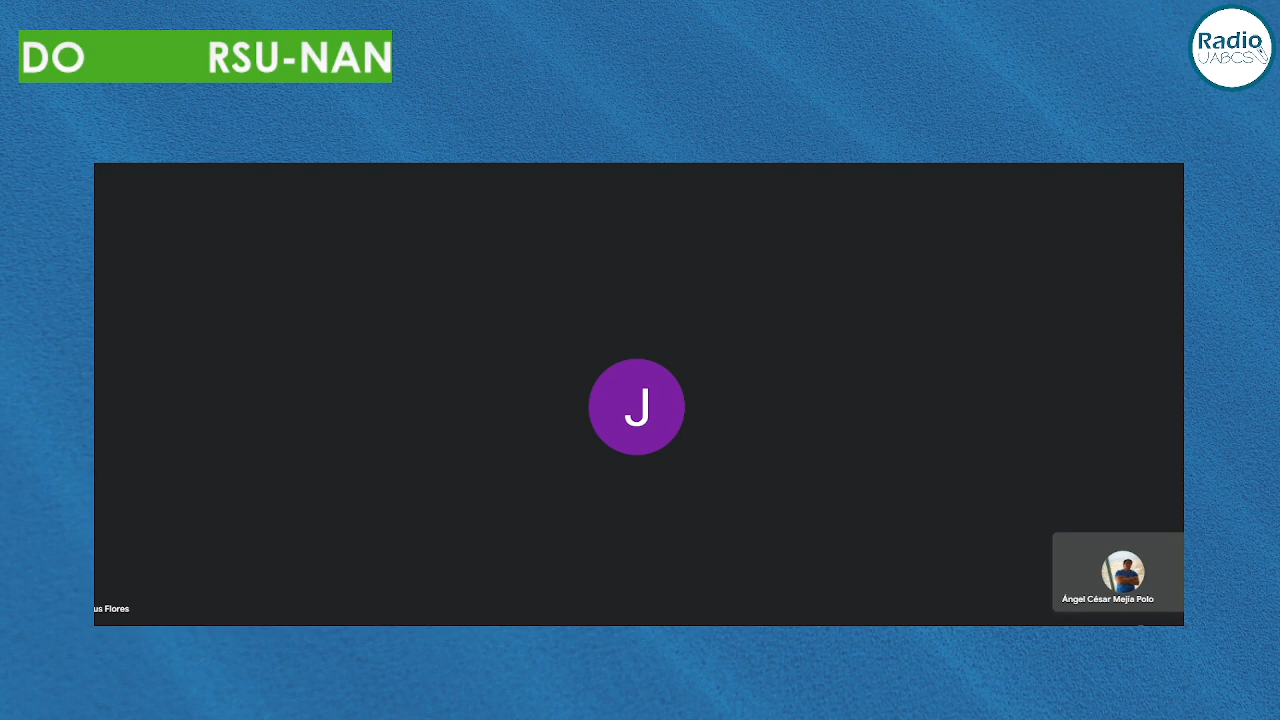 DO RSU-NAN
Radio
UABCS
J
us Flores
Ángel César Mejía Polo